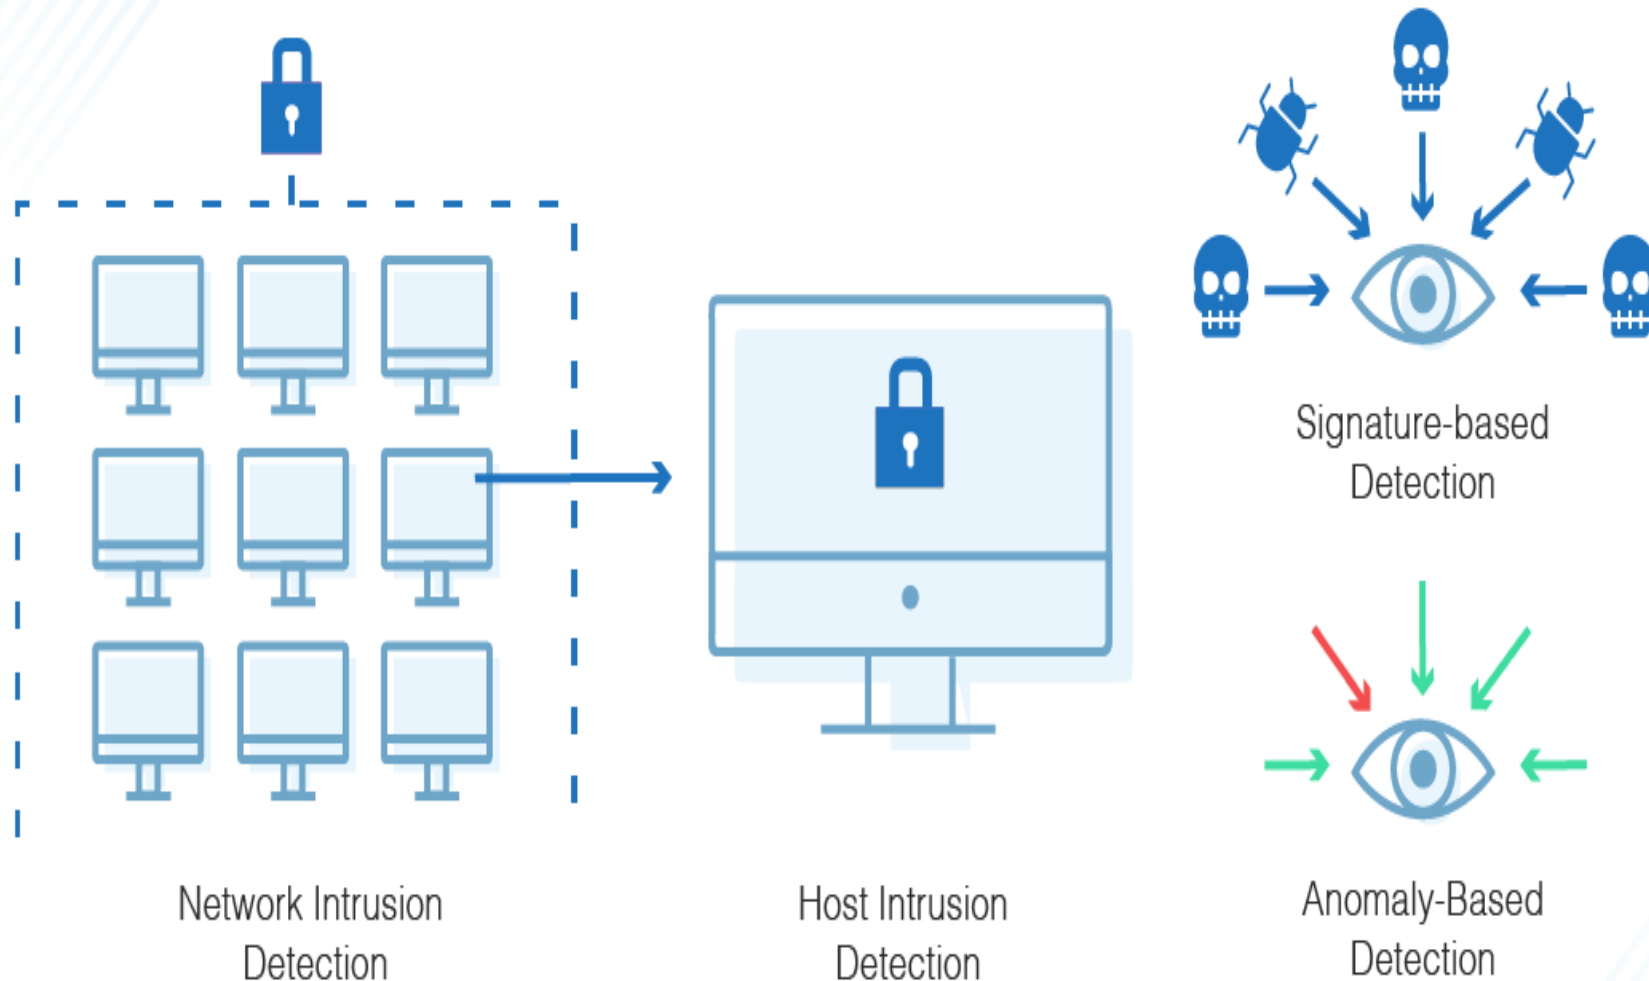 Network Intrusion
Detection
Host Intrusion
Detection
Signature-based
Detection
Anomaly-Based
Detection